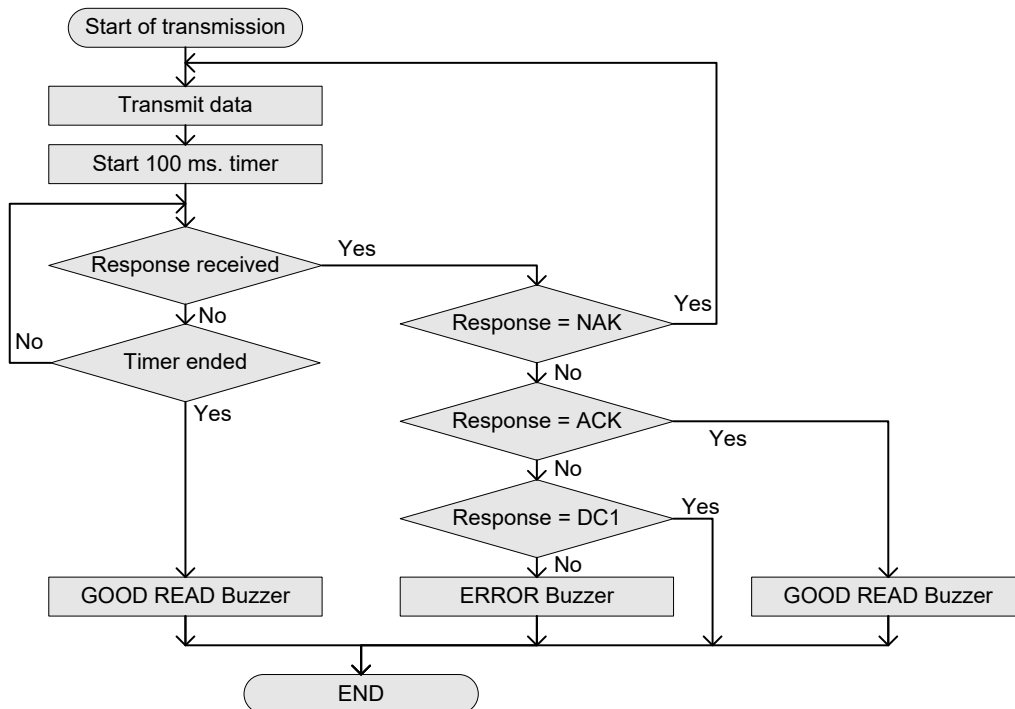 Start of transmission
Transmit data
Start 100 ms. timer
Response received
Yes
No
Timer ended
No
Yes
Response = NAK
Yes
No
Response = ACK
Yes
No
Response = DC1
Yes
No
GOOD READ Buzzer
ERROR Buzzer
GOOD READ Buzzer
END